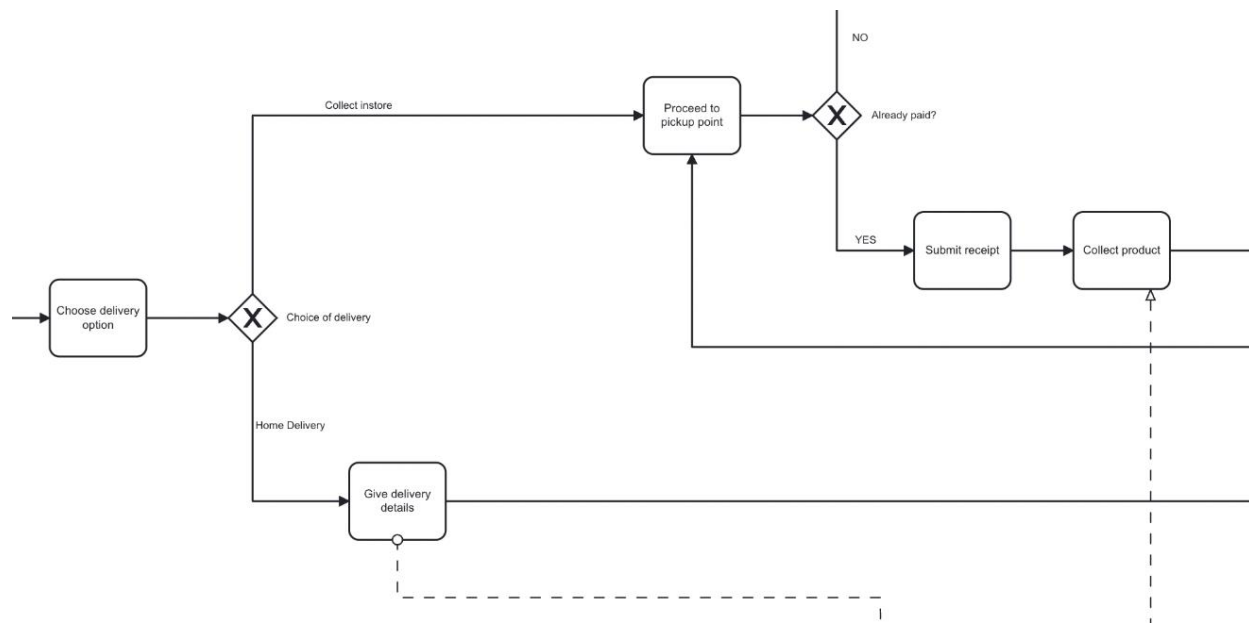 NO
Collect instore
Proceed to
pickup point
Already paid?
YES
Submit receipt
Collect product
Choose delivery
option
Choice of delivery
Home Delivery
Give delivery
details